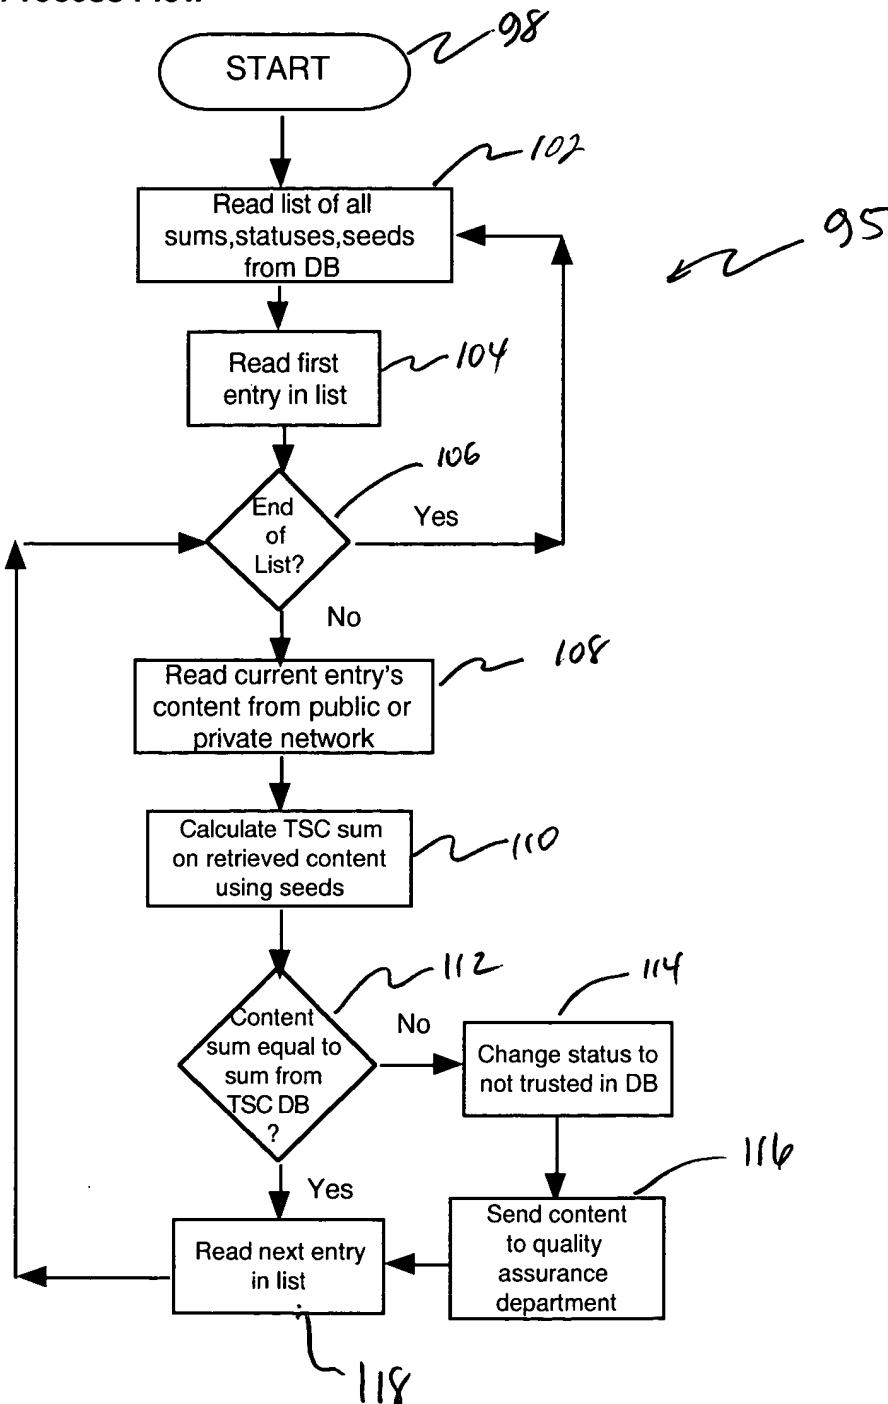 START
98
102
Read list of all
sums,statuses,seeds
from DB
95
Read first
entry in list
104
106
End
of
List?
Yes
No
Read current entry's
content from public or
private network
108
Calculate TSC sum
on retrieved content
using seeds
110
112
Content
sum equal to
sum from
TSC DB
?
No
114
Change status to
not trusted in DB
116
Yes
Send content
to quality
assurance
department
Read next entry
in list
118